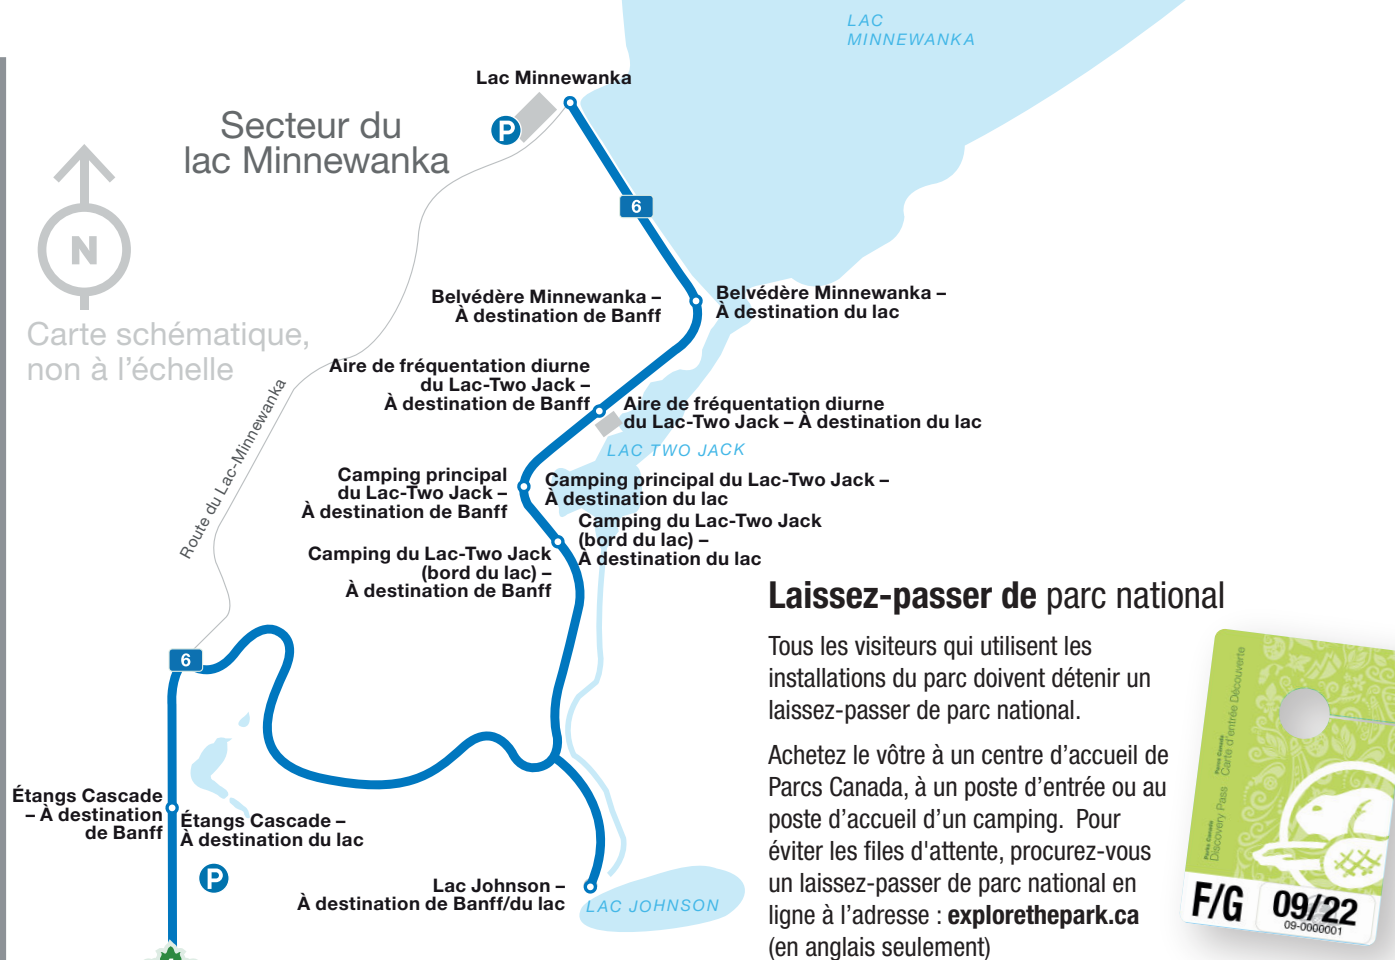 LAC
MINNEWANKA
Lac Minnewanka
P
Secteur du
lac Minnewanka
N
Carte schématique,
non à l'échelle
6
Belvédère Minnewanka –
À destination de Banff
Belvédère Minnewanka –
À destination du lac
Aire de fréquentation diurne
du Lac-Two Jack –
À destination de Banff
Aire de fréquentation diurne
du Lac-Two Jack – À destination du lac
LAC TWO JACK
Route du Lac-Minnewanka
Camping principal
du Lac-Two Jack –
À destination de Banff
Camping principal du Lac-Two Jack –
À destination du lac
Camping du Lac-Two Jack
(bord du lac) –
À destination du lac
Camping du Lac-Two Jack
(bord du lac) –
À destination de Banff
6
Étangs Cascade
– À destination
de Banff
Étangs Cascade –
À destination du lac
P
Lac Johnson –
À destination de Banff/du lac
LAC JOHNSON
Laissez-passer de parc national
Tous les visiteurs qui utilisent les
installations du parc doivent détenir un
laissez-passer de parc national.
Achetez le vôtre à un centre d'accueil de
Parcs Canada, à un poste d'entrée ou au
poste d'accueil d'un camping. Pour
éviter les files d'attente, procurez-vous
un laissez-passer de parc national en
ligne à l'adresse : explorethepark.ca
(en anglais seulement)
Parcs Canada
Carte d'entrée Découverte
Parks Canada
Discovery Pass
F/G
09/22
09-0000001